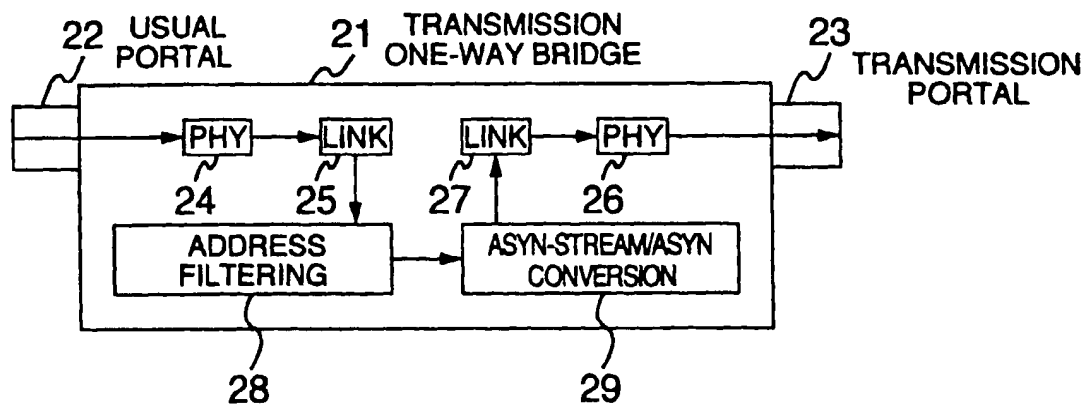 22 USUAL PORTAL
21 TRANSMISSION ONE-WAY BRIDGE
23
TRANSMISSION PORTAL
PHY
LINK
LINK
PHY
24
25
27
26
ADDRESS FILTERING
ASYN-STREAM/ASYN CONVERSION
28
29